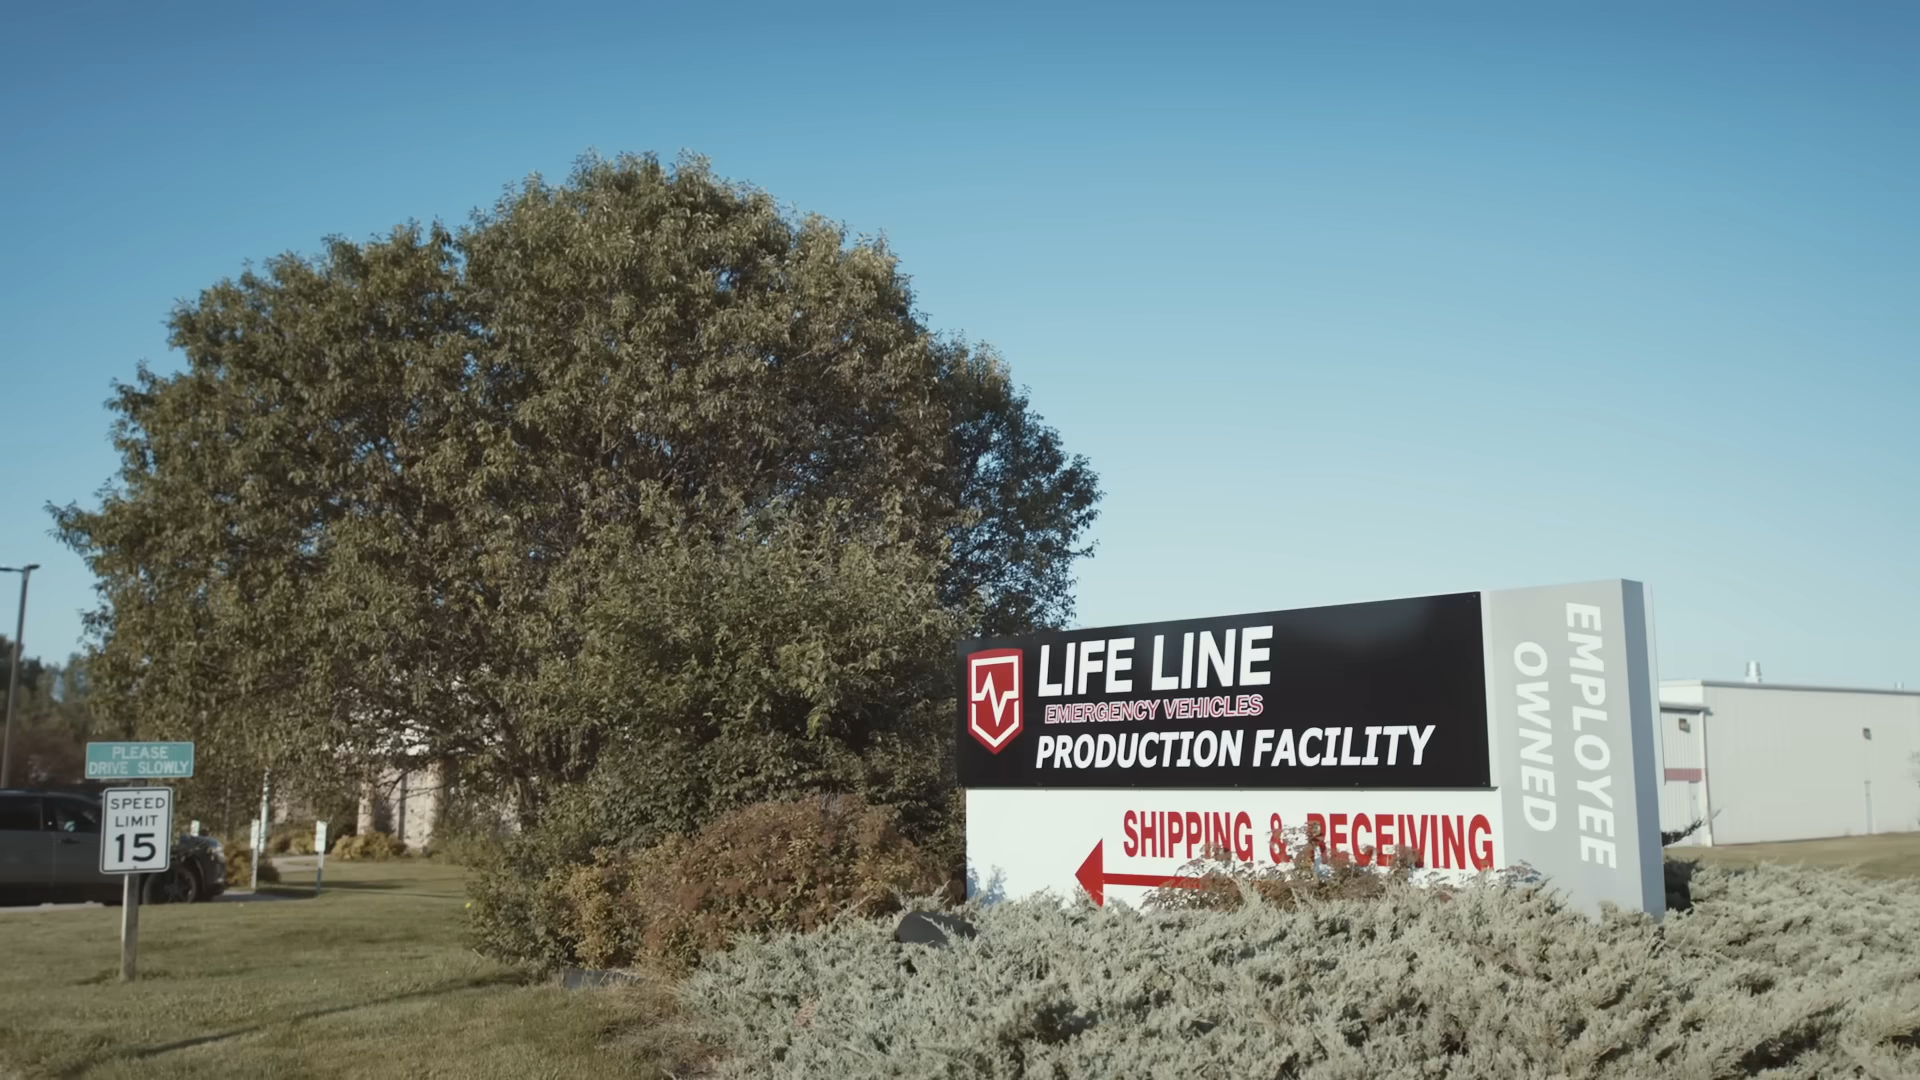 PLEASE
DRIVE SLOWLY
SPEED
LIMIT
15
LIFE LINE
EMERGENCY VEHICLES
PRODUCTION FACILITY
SHIPPING & RECEIVING
EMPLOYEE
OWNED